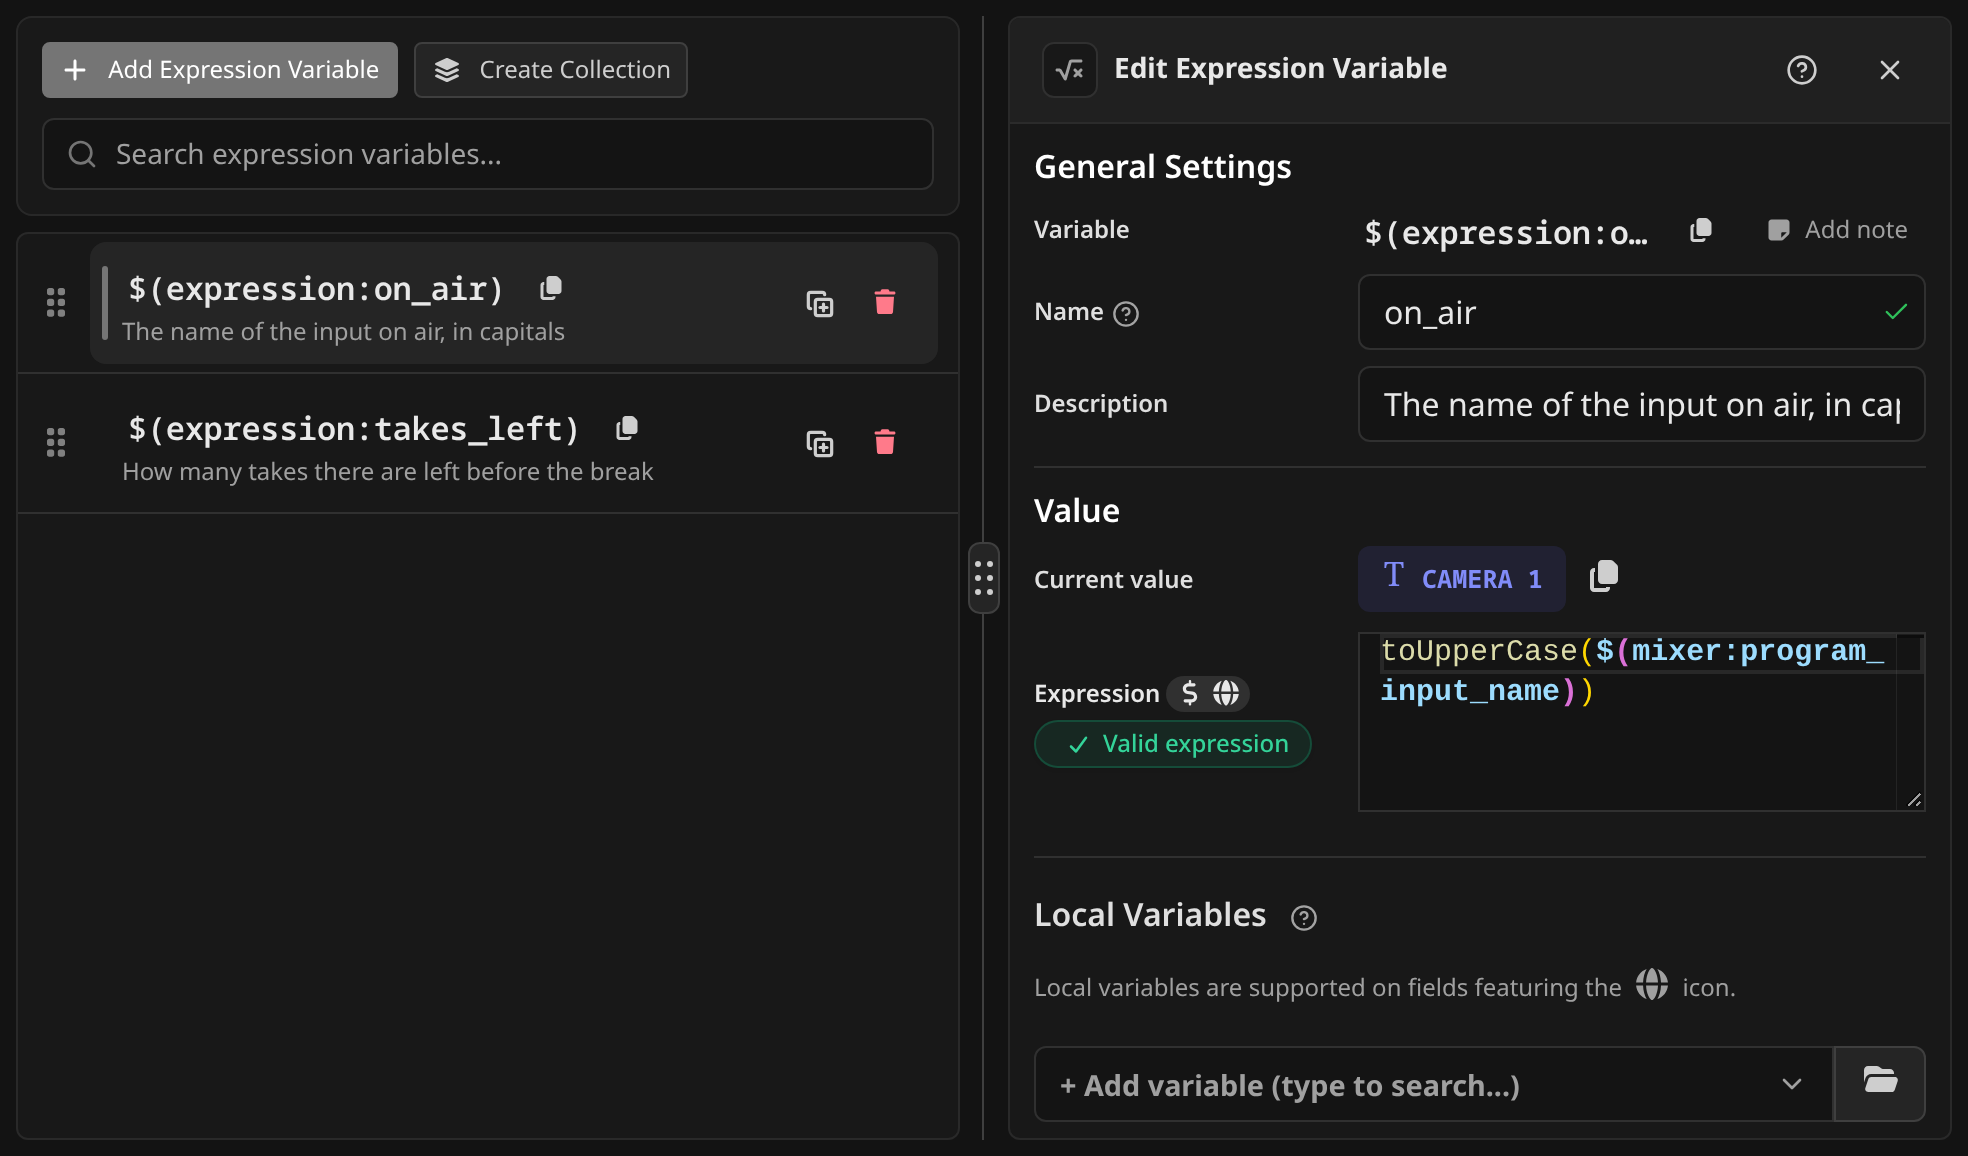 Add Expression Variable
Create Collection
Search expression variables...
$(expression:on_air)
The name of the input on air, in capitals
$(expression:takes_left)
How many takes there are left before the break
Edit Expression Variable
General Settings
Variable
$(expression:o…
Add note
Name
on_air
Description
The name of the input on air, in cap
Value
Current value
T CAMERA 1
Expression
Valid expression
toUpperCase($(mixer:program_
input_name))
Local Variables
Local variables are supported on fields featuring the icon.
+ Add variable (type to search...)